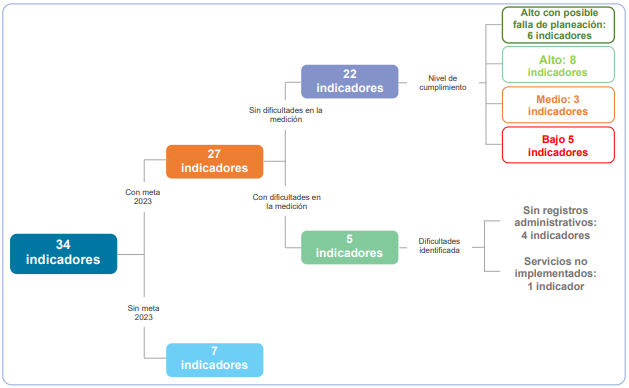 34
indicadores
Con meta
2023
Sin meta
2023
27
indicadores
7
indicadores
Sin dificultades en la
medición
Con dificultades en
la medición
22
indicadores
5
indicadores
Nivel de
cumplimiento
Dificultades
identificada
Alto con posible
falla de planeación:
6 indicadores
Alto: 8
indicadores
Medio: 3
indicadores
Bajo 5
indicadores
Sin registros
administrativos:
4 indicadores
Servicios no
implementados:
1 indicador